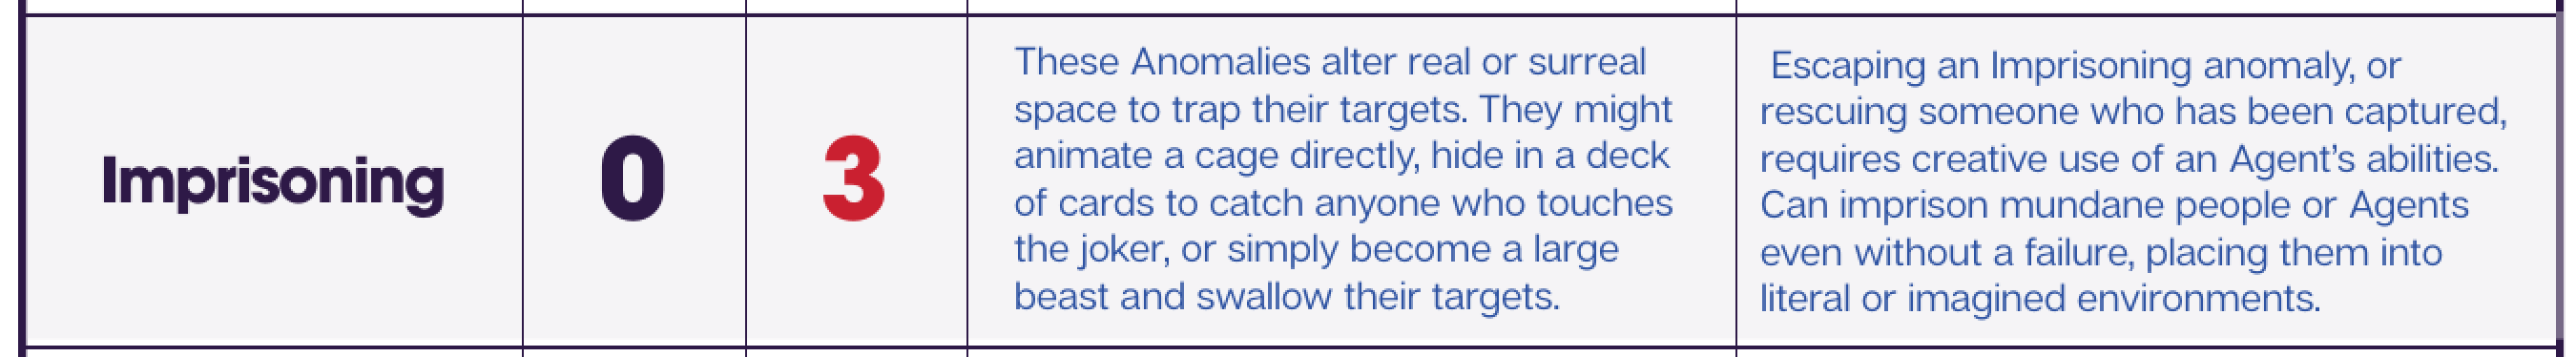 Imprisoning
0
3
These Anomalies alter real or surreal
space to trap their targets. They might
animate a cage directly, hide in a deck
of cards to catch anyone who touches
the joker, or simply become a large
beast and swallow their targets.
Escaping an Imprisoning anomaly, or
rescuing someone who has been captured,
requires creative use of an Agent’s abilities.
Can imprison mundane people or Agents
even without a failure, placing them into
literal or imagined environments.